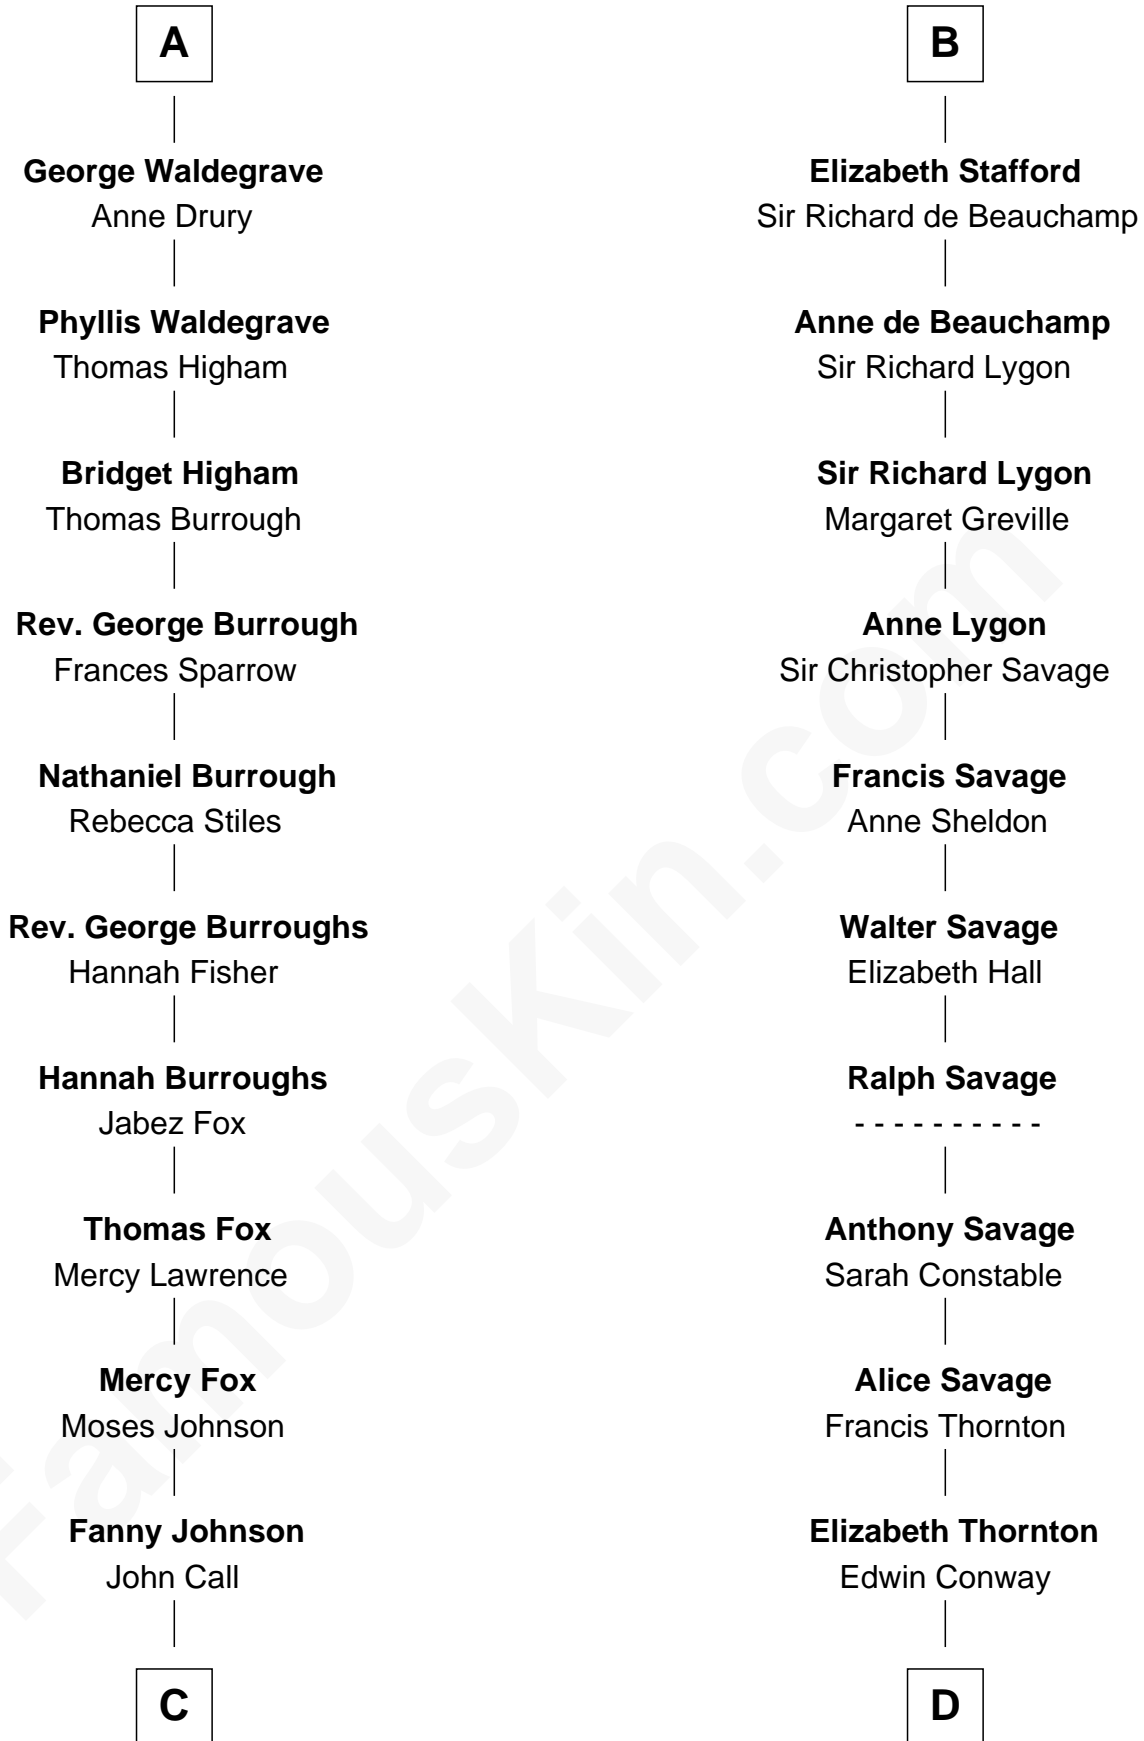 A
George Waldegrave
Anne Drury
Phyllis Waldegrave
Thomas Higham
Bridget Higham
Thomas Burrough
Rev. George Burrough
Frances Sparrow
Nathaniel Burrough
Rebecca Stiles
Rev. George Burroughs
Hannah Fisher
Hannah Burroughs
Jabez Fox
Thomas Fox
Mercy Lawrence
Mercy Fox
Moses Johnson
Fanny Johnson
John Call
C
B
Elizabeth Stafford
Sir Richard de Beauchamp
Anne de Beauchamp
Sir Richard Lygon
Sir Richard Lygon
Margaret Greville
Anne Lygon
Sir Christopher Savage
Francis Savage
Anne Sheldon
Walter Savage
Elizabeth Hall
Ralph Savage
- - - - - - - - - -
Anthony Savage
Sarah Constable
Alice Savage
Francis Thornton
Elizabeth Thornton
Edwin Conway
D
FamousKin.com